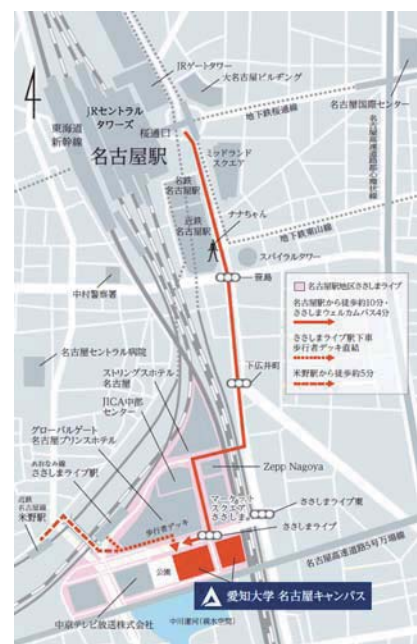 JRゲートタワー
大名古屋ビルヂング
JRセントラル
タワーズ
桜通口
地下鉄桜通線
名古屋国際センター
東海道
新幹線
名古屋駅
ミッドランド
スクエア
名古屋高速道路都心環状線
名鉄
名古屋駅
近鉄
名古屋駅
ナナちゃん
地下鉄東山線
スパイラルタワー
笹島
中村警察署
名古屋駅地区ささしまライブ
名古屋駅から徒歩約10分・
ささしまウェルカムバス4分
ささしまライブ駅下車
歩行者デッキ直結
米野駅から徒歩約5分
名古屋セントラル病院
ストリングスホテル
名古屋
下広井町
JICA中部
センター
グローバルゲート
名古屋プリンスホテル
あおなみ線
ささしまライブ駅
Zepp Nagoya
マーケット
スクエア
ささしま
ささしまライブ東
近鉄
名古屋線
米野駅
歩行者デッキ
ささしまライブ
名古屋高速道路5号万場線
公園
愛知大学 名古屋キャンパス
中京テレビ放送株式会社
中川運河